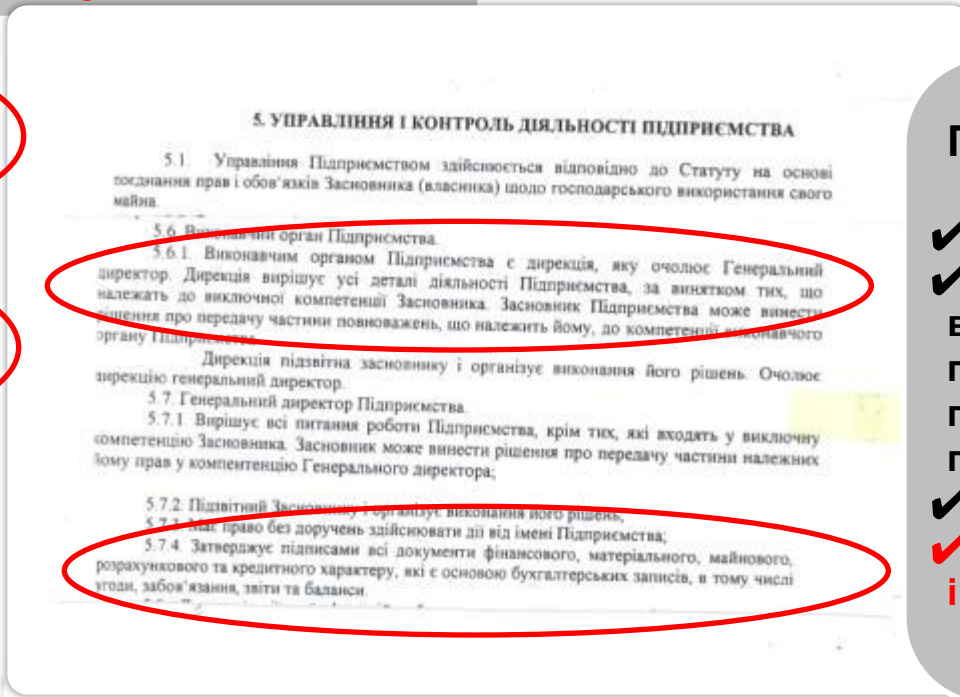 5. УПРАВЛІННЯ І КОНТРОЛЬ ДІЯЛЬНОСТІ ПІДПРИЄМСТВА
5.1. Управління Підприємством здійснюється відповідно до Статуту на основі
поєднання прав і обов'язків Засновника (власника) щодо господарського використання свого
майна.
5.6. Виконавчий орган Підприємства.
5.6.1. Виконавчим органом Підприємства є дирекція, яку очолює Генеральний
директор. Дирекція вирішує усі деталі діяльності Підприємства, за винятком тих, що
належать до виключної компетенції Засновника. Засновник Підприємства може винести
рішення про передачу частини повноважень, що належить йому, до компетенції виконавчого
органу Підприємства.
Дирекція підзвітна засновнику і організує виконання його рішень. Очолює
дирекцію генеральний директор.
5.7. Генеральний директор Підприємства.
5.7.1. Вирішує всі питання роботи Підприємства, крім тих, які входять у виключну
компетенцію Засновника. Засновник може винести рішення про передачу частини належних
йому прав у компентенцію Генерального директора;
5.7.2. Підзвітний Засновнику і організує виконання його рішень;
5.7.3. Має право без доручень здійснювати дії від імені Підприємства;
5.7.4. Затверджує підписами всі документи фінансового, матеріального, майнового,
розрахункового та кредитного характеру, які є основою бухгалтерських записів, в тому числі
угоди, забов'язання, звіти та баланси.